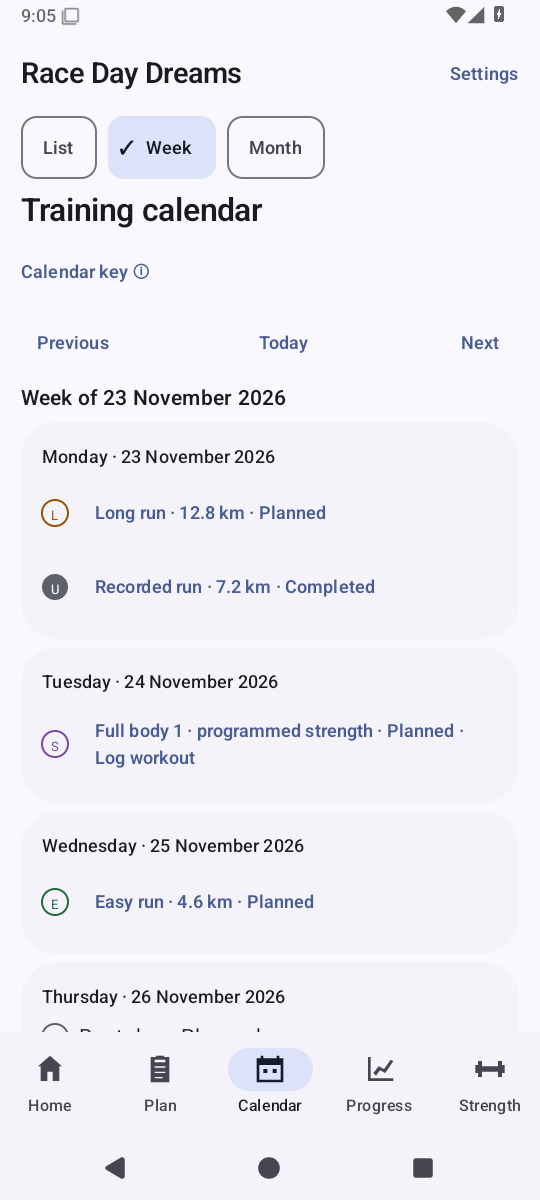 9:05
Race Day Dreams
Settings
List
✓ Week
Month
Training calendar
Calendar key ⓘ
Previous
Today
Next
Week of 23 November 2026
Monday · 23 November 2026
L
Long run · 12.8 km · Planned
U
Recorded run · 7.2 km · Completed
Tuesday · 24 November 2026
S
Full body 1 · programmed strength · Planned ·
Log workout
Wednesday · 25 November 2026
E
Easy run · 4.6 km · Planned
Thursday · 26 November 2026
Home
Plan
Calendar
Progress
Strength